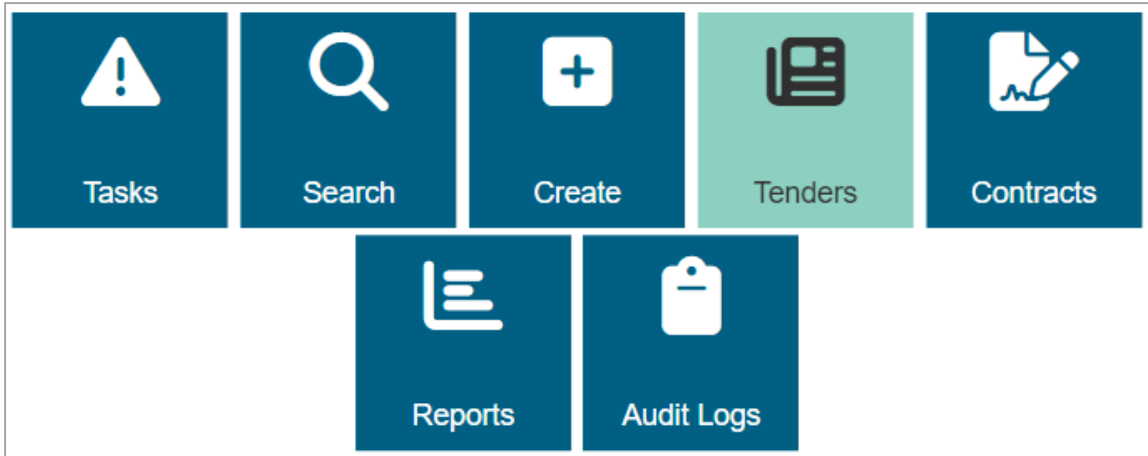 Tasks
Search
Create
Tenders
Contracts
Reports
Audit Logs